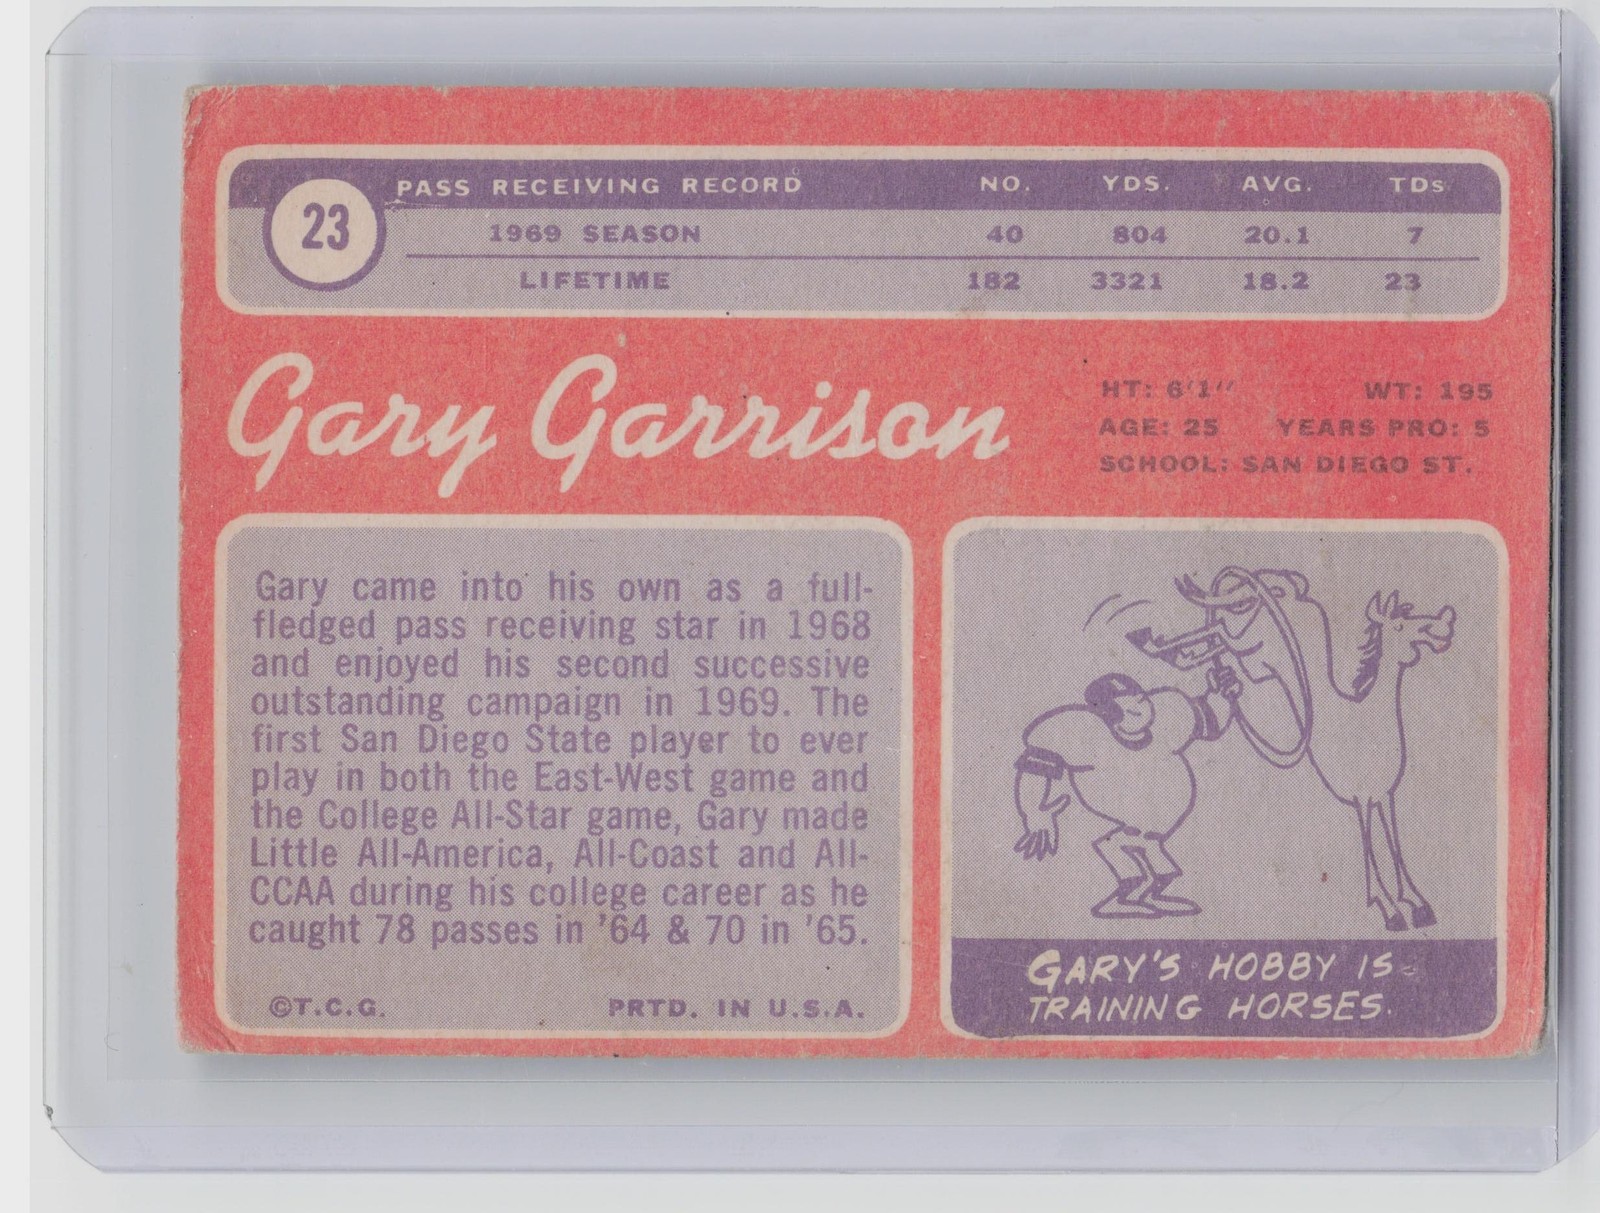 23
PASS RECEIVING RECORD NO. YDS. AVG. TDs
1969 SEASON 40 804 20.1 7
LIFETIME 182 3321 18.2 23
Gary Garrison
HT: 6'1" WT: 195
AGE: 25 YEARS PRO: 5
SCHOOL: SAN DIEGO ST.
Gary came into his own as a full-
fledged pass receiving star in 1968
and enjoyed his second successive
outstanding campaign in 1969. The
first San Diego State player to ever
play in both the East-West game and
the College All-Star game, Gary made
Little All-America, All-Coast and All-
CCAA during his college career as he
caught 78 passes in '64 & 70 in '65.
©T.C.G. PRTD. IN U.S.A.
GARY'S HOBBY IS
TRAINING HORSES.